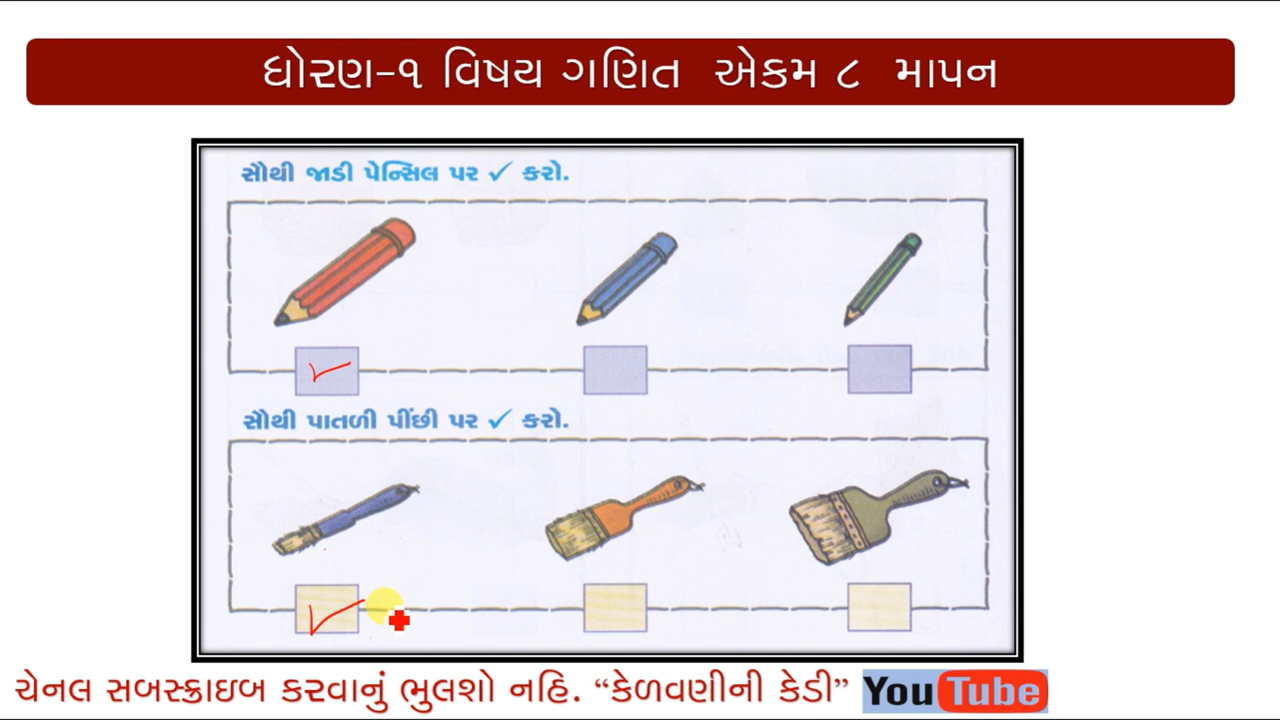 ધોરણ-૧ વિષય ગણિત એકમ ૮ માપન
સૌથી જાડી પેન્સિલ પર ✓ કરો.
સૌથી પાતળી પીંછી પર ✓ કરો.
ચેનલ સબસ્ક્રાઇબ કરવાનું ભુલશો નહિ. “કેળવણીની કેડી” YouTube